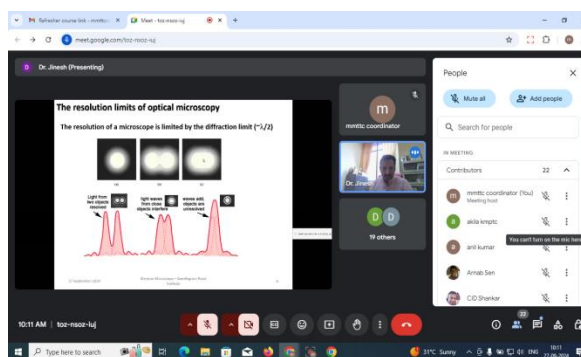 Refresher course link - mmttc
Meet - toz-nsoz-iuj
meet.google.com/toz-nsoz-iuj
D Dr. Jinesh (Presenting)
The resolution limits of optical microscopy
The resolution of a microscope is limited by the diffraction limit (~λ/2)
(a) (b) (c)
Light from
two objects
resolved
light waves
from close
objects interfere
waves add,
objects are
unresolved
m
mmttc coordinator
Dr. Jinesh
D D
19 others
People
Mute all
Add people
Search for people
IN MEETING
Contributors 22
mmttc coordinator (You)
Meeting host
akila kmptc
You can't turn on the mic
anil kumar
Arnab Sen
CJD Shankar
10:11 AM | toz-nsoz-iuj
22
Type here to search
31°C Sunny
ENG
10:11